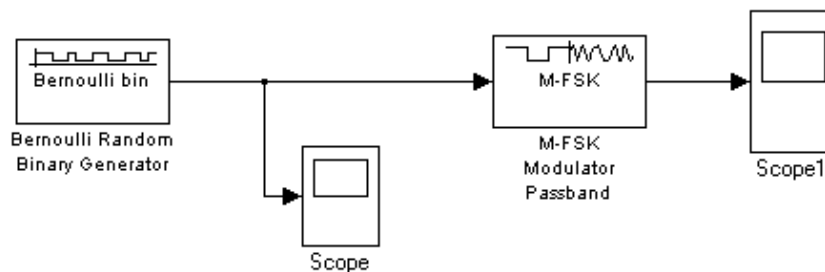 Bernoulli bin
Bernoulli Random
Binary Generator
M-FSK
M-FSK
Modulator
Passband
Scope
Scope1